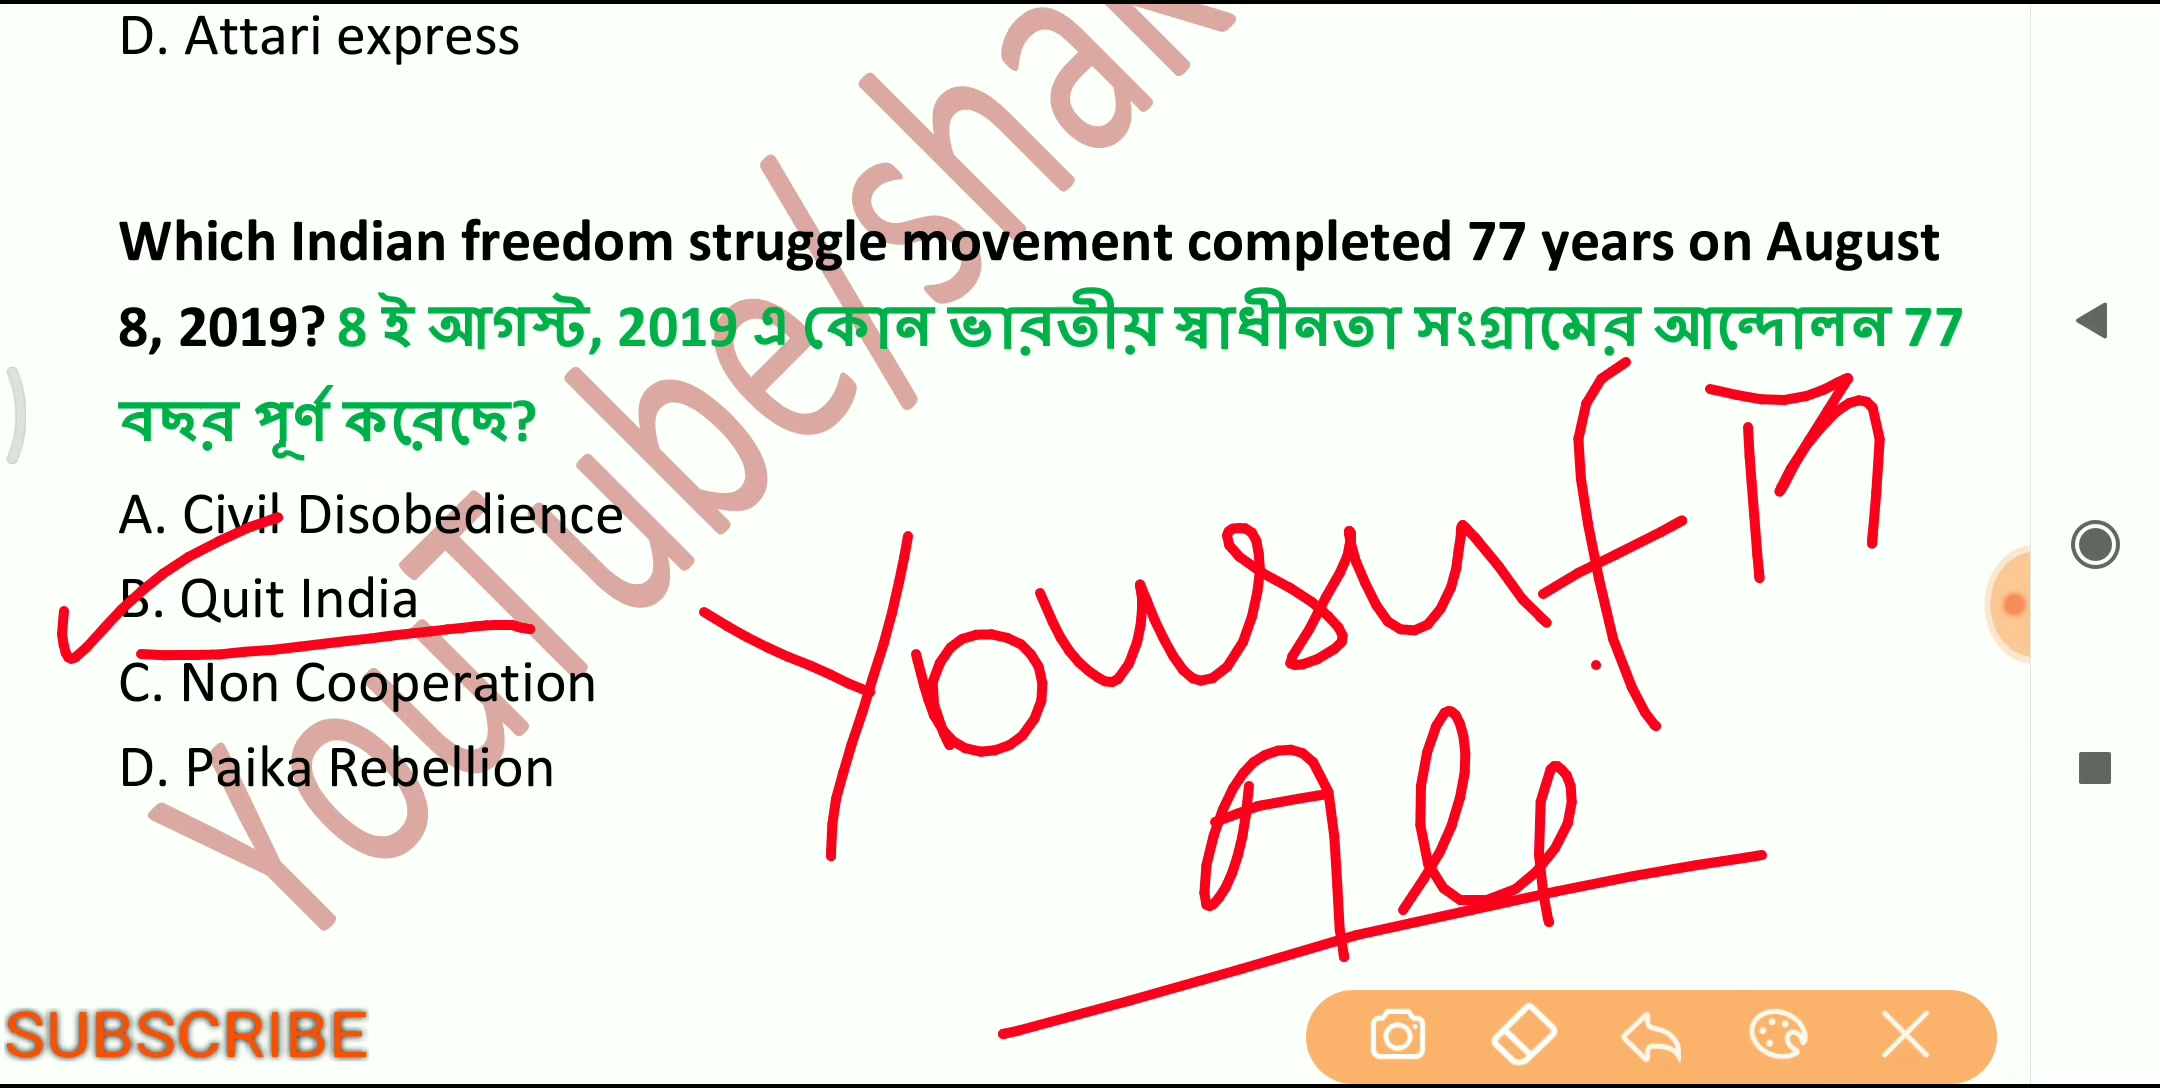 D. Attari express
Which Indian freedom struggle movement completed 77 years on August
8, 2019? 8 ই আগস্ট, 2019 এ কোন ভারতীয় স্বাধীনতা সংগ্রামের আন্দোলন 77
বছর পূর্ণ করেছে?
A. Civil Disobedience
B. Quit India
C. Non Cooperation
D. Paika Rebellion
Yousuf
SUBSCRIBE
YouTube/shak